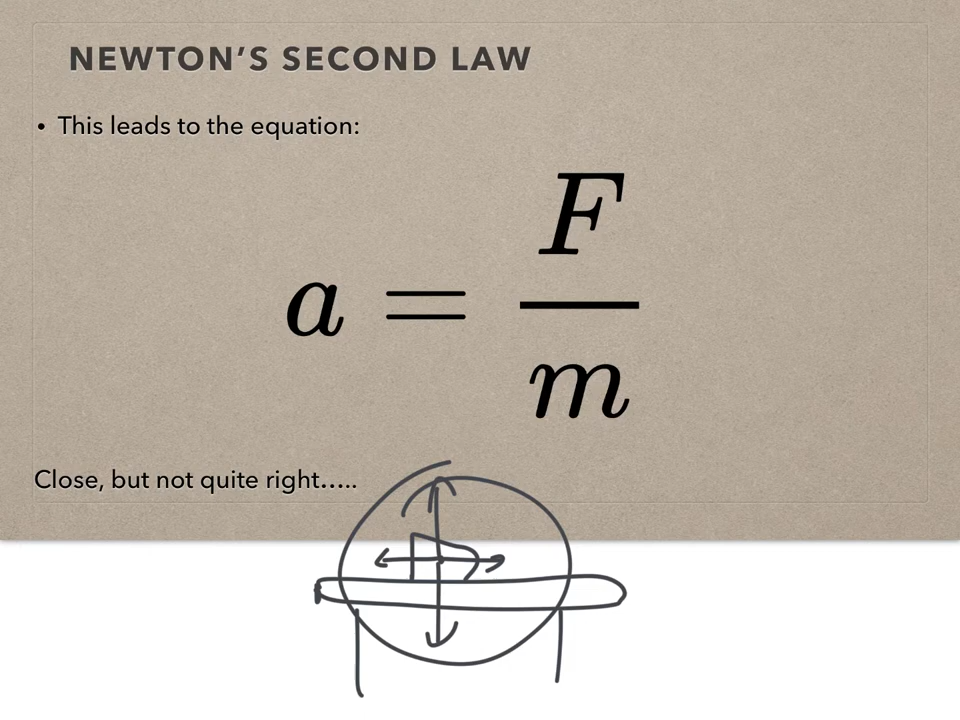 NEWTON'S SECOND LAW
• This leads to the equation:
a = F/m
Close, but not quite right.....